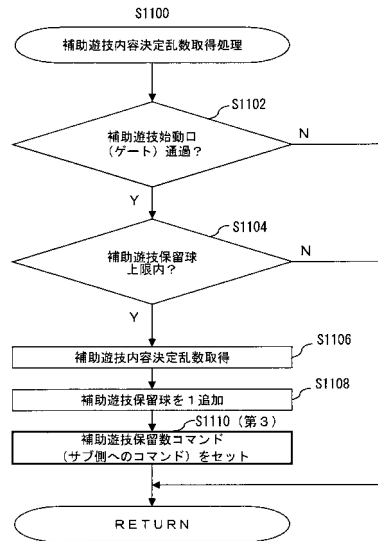 S1100
補助遊技内容決定乱数取得処理
S1102
補助遊技始動口
(ゲート)通過?
N
Y
S1104
補助遊技保留球
上限内?
N
Y
S1106
補助遊技内容決定乱数取得
S1108
補助遊技保留球を1追加
S1110(第3)
補助遊技保留数コマンド
(サブ側へのコマンド)をセット
RETURN